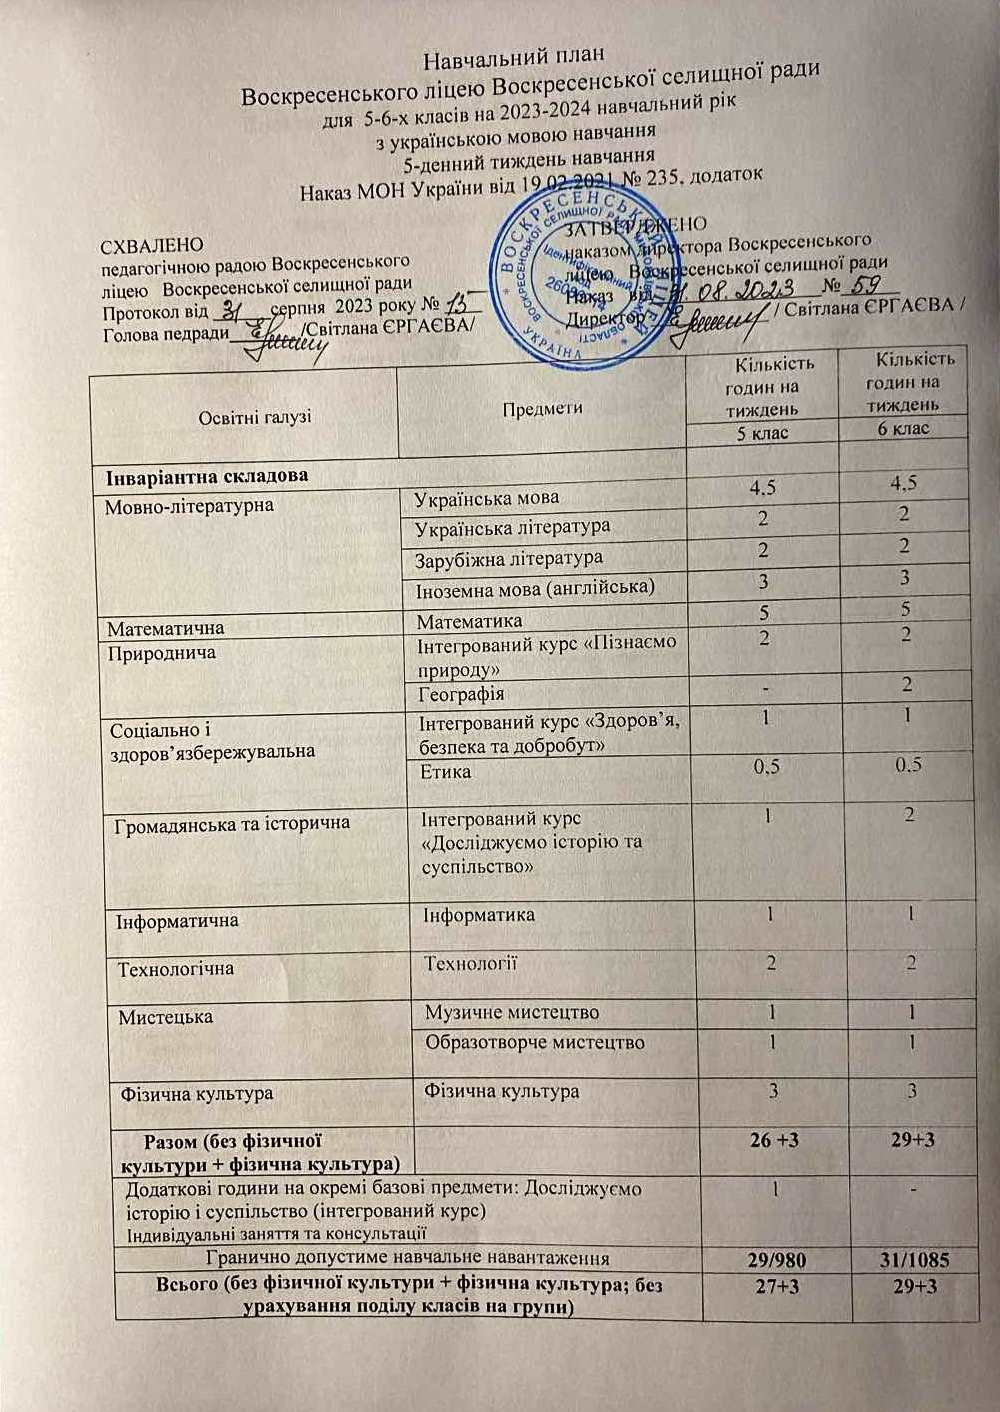 Навчальний план
Воскресенського ліцею Воскресенської селищної ради
для 5-6-х класів на 2023-2024 навчальний рік
з українською мовою навчання
5-денний тиждень навчання
Наказ МОН України від 19.02.2021 № 235, додаток
СХВАЛЕНО
педагогічною радою Воскресенського
ліцею Воскресенської селищної ради
Протокол від 31 серпня 2023 року № 13
Голова педради /Світлана ЄРГАЄВА/
ЗАТВЕРДЖЕНО
наказом директора Воскресенського
ліцею Воскресенської селищної ради
Наказ від 31.08.2023 № 59
Директор / Світлана ЄРГАЄВА /
* ВОСКРЕСЕНСЬКИЙ ЛІЦЕЙ *
УКРАЇНА
ВОСКРЕСЕНСЬКОЇ СЕЛИЩНОЇ РАДИ ОБЛАСТІ
Ідентифікаційний
код
Освітні галузі Предмети Кількість годин на тиждень Кількість годин на тиждень
5 клас 6 клас
Інваріантна складова
Мовно-літературна Українська мова 4,5 4,5
Українська література 2 2
Зарубіжна література 2 2
Іноземна мова (англійська) 3 3
Математична Математика 5 5
Природнича Інтегрований курс «Пізнаємо 2 2
природу»
Географія - 2
Соціально і Інтегрований курс «Здоров’я, 1 1
здоров’язбережувальна безпека та добробут»
Етика 0,5 0,5
Громадянська та історична Інтегрований курс 1 2
«Досліджуємо історію та
суспільство»
Інформатична Інформатика 1 1
Технологічна Технології 2 2
Мистецька Музичне мистецтво 1 1
Образотворче мистецтво 1 1
Фізична культура Фізична культура 3 3
Разом (без фізичної 26 +3 29+3
культури + фізична культура)
Додаткові години на окремі базові предмети: Досліджуємо 1 -
історію і суспільство (інтегрований курс)
Індивідуальні заняття та консультації
Гранично допустиме навчальне навантаження 29/980 31/1085
Всього (без фізичної культури + фізична культура; без 27+3 29+3
урахування поділу класів на групи)